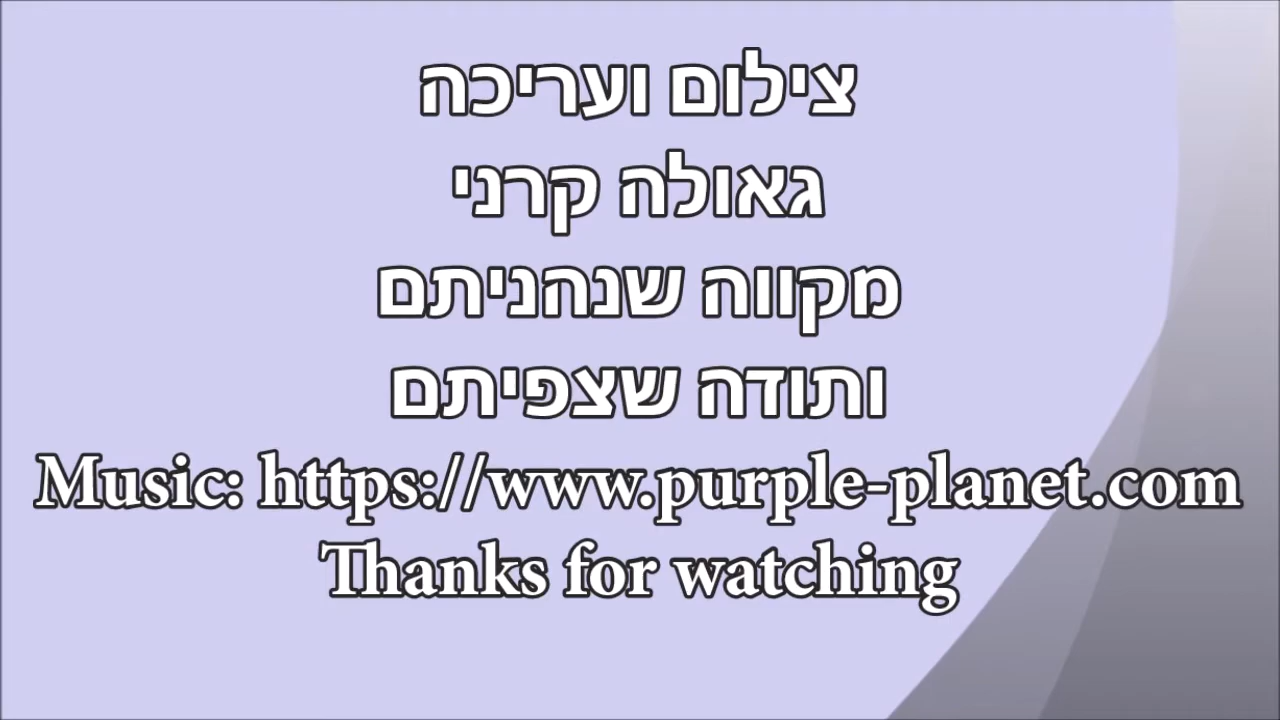 צילום ועריכה
גאולה קרני
מקווה שנהניתם
ותודה שצפיתם
Music: https://www.purple-planet.com
Thanks for watching